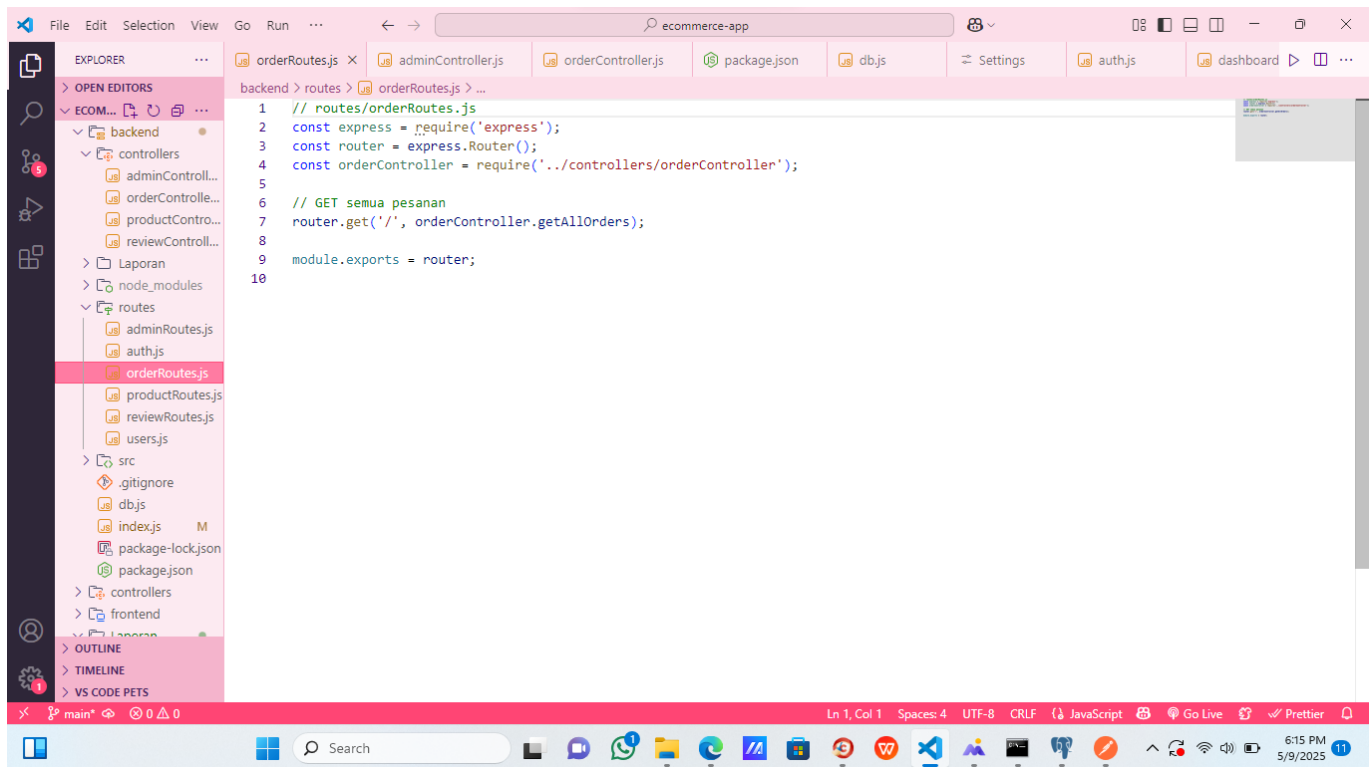 File Edit Selection View Go Run ··· ecommerce-app
EXPLORER ···
orderRoutes.js
adminController.js
orderController.js
package.json
db.js
Settings
auth.js
dashboard
OPEN EDITORS
ECOM... ···
backend
controllers
adminControll...
orderControlle...
productContro...
reviewControll...
Laporan
node_modules
routes
adminRoutes.js
auth.js
orderRoutes.js
productRoutes.js
reviewRoutes.js
users.js
src
.gitignore
db.js
index.js M
package-lock.json
package.json
controllers
frontend
Laporan
OUTLINE
TIMELINE
VS CODE PETS
backend > routes > orderRoutes.js > ...
1 // routes/orderRoutes.js
2 const express = require('express');
3 const router = express.Router();
4 const orderController = require('../controllers/orderController');
5
6 // GET semua pesanan
7 router.get('/', orderController.getAllOrders);
8
9 module.exports = router;
10
5
1
main* 0 0 Ln 1, Col 1 Spaces: 4 UTF-8 CRLF JavaScript Go Live Prettier
Search
1
6:15 PM
5/9/2025
11